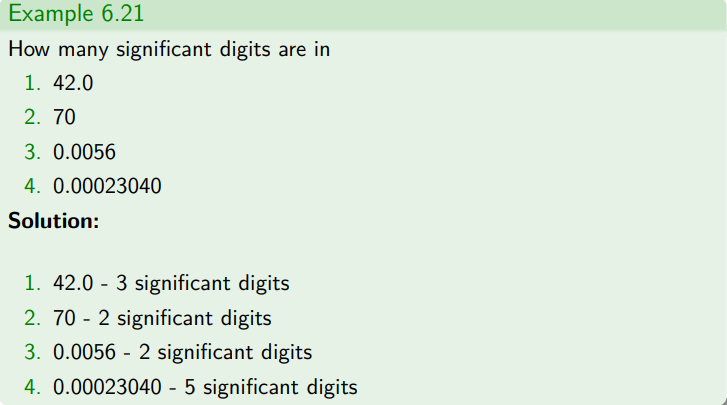 Example 6.21
How many significant digits are in
1. 42.0
2. 70
3. 0.0056
4. 0.00023040
Solution:
1. 42.0 - 3 significant digits
2. 70 - 2 significant digits
3. 0.0056 - 2 significant digits
4. 0.00023040 - 5 significant digits